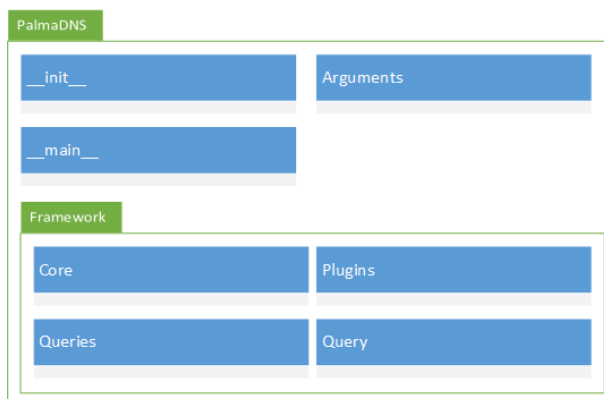 PalmaDNS
__init__
Arguments
__main__
Framework
Core
Plugins
Queries
Query